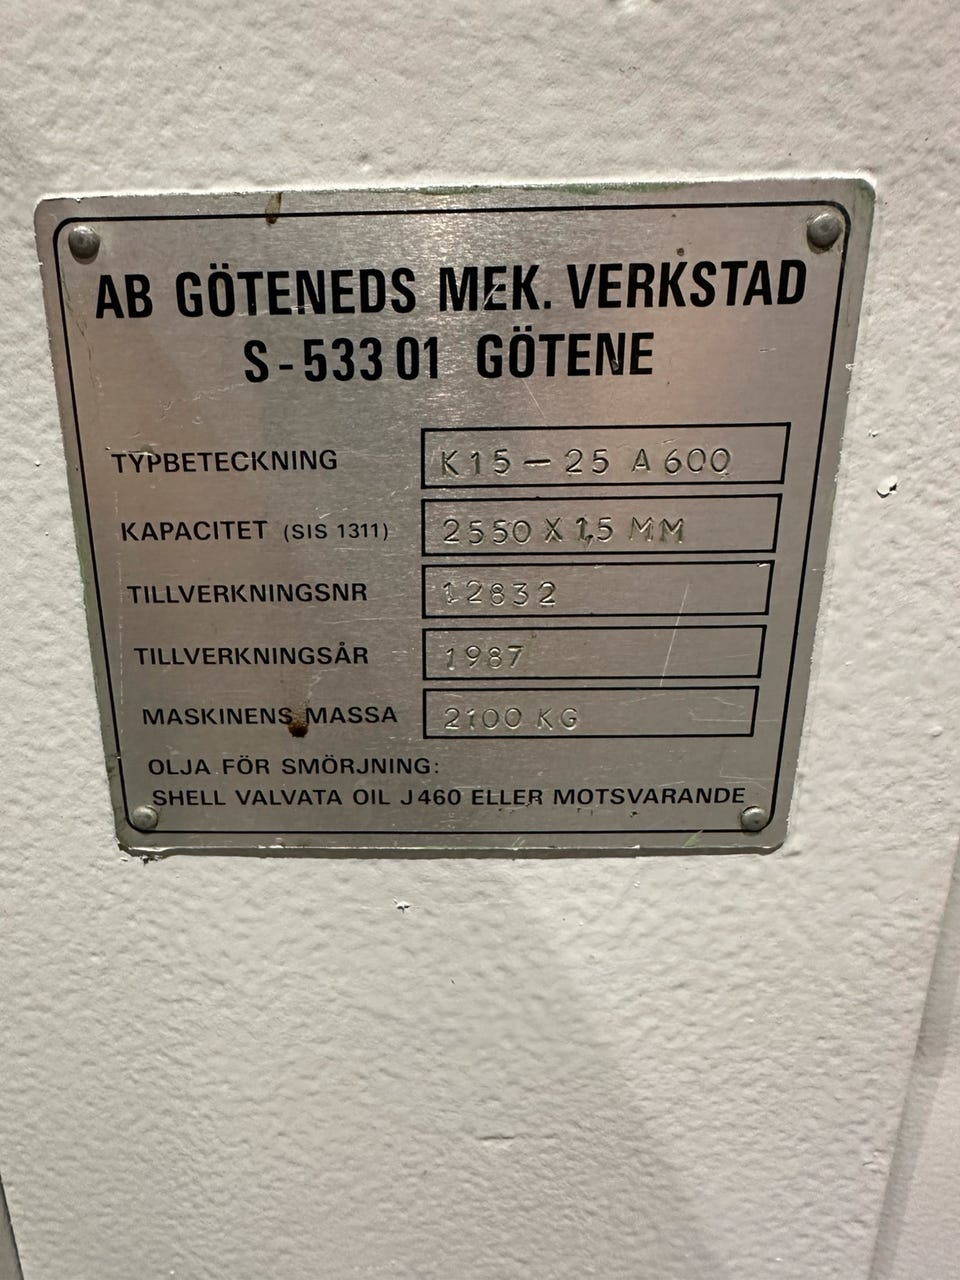 AB GÖTENEDS MEK. VERKSTAD
S-533 01 GÖTENE
TYPBETECKNING K15-25 A600
KAPACITET (SIS 1311) 2550 X 1,5 MM
TILLVERKNINGSNR 12832
TILLVERKNINGSÅR 1987
MASKINENS MASSA 2100 KG
OLJA FÖR SMÖRJNING:
SHELL VALVATA OIL J460 ELLER MOTSVARANDE